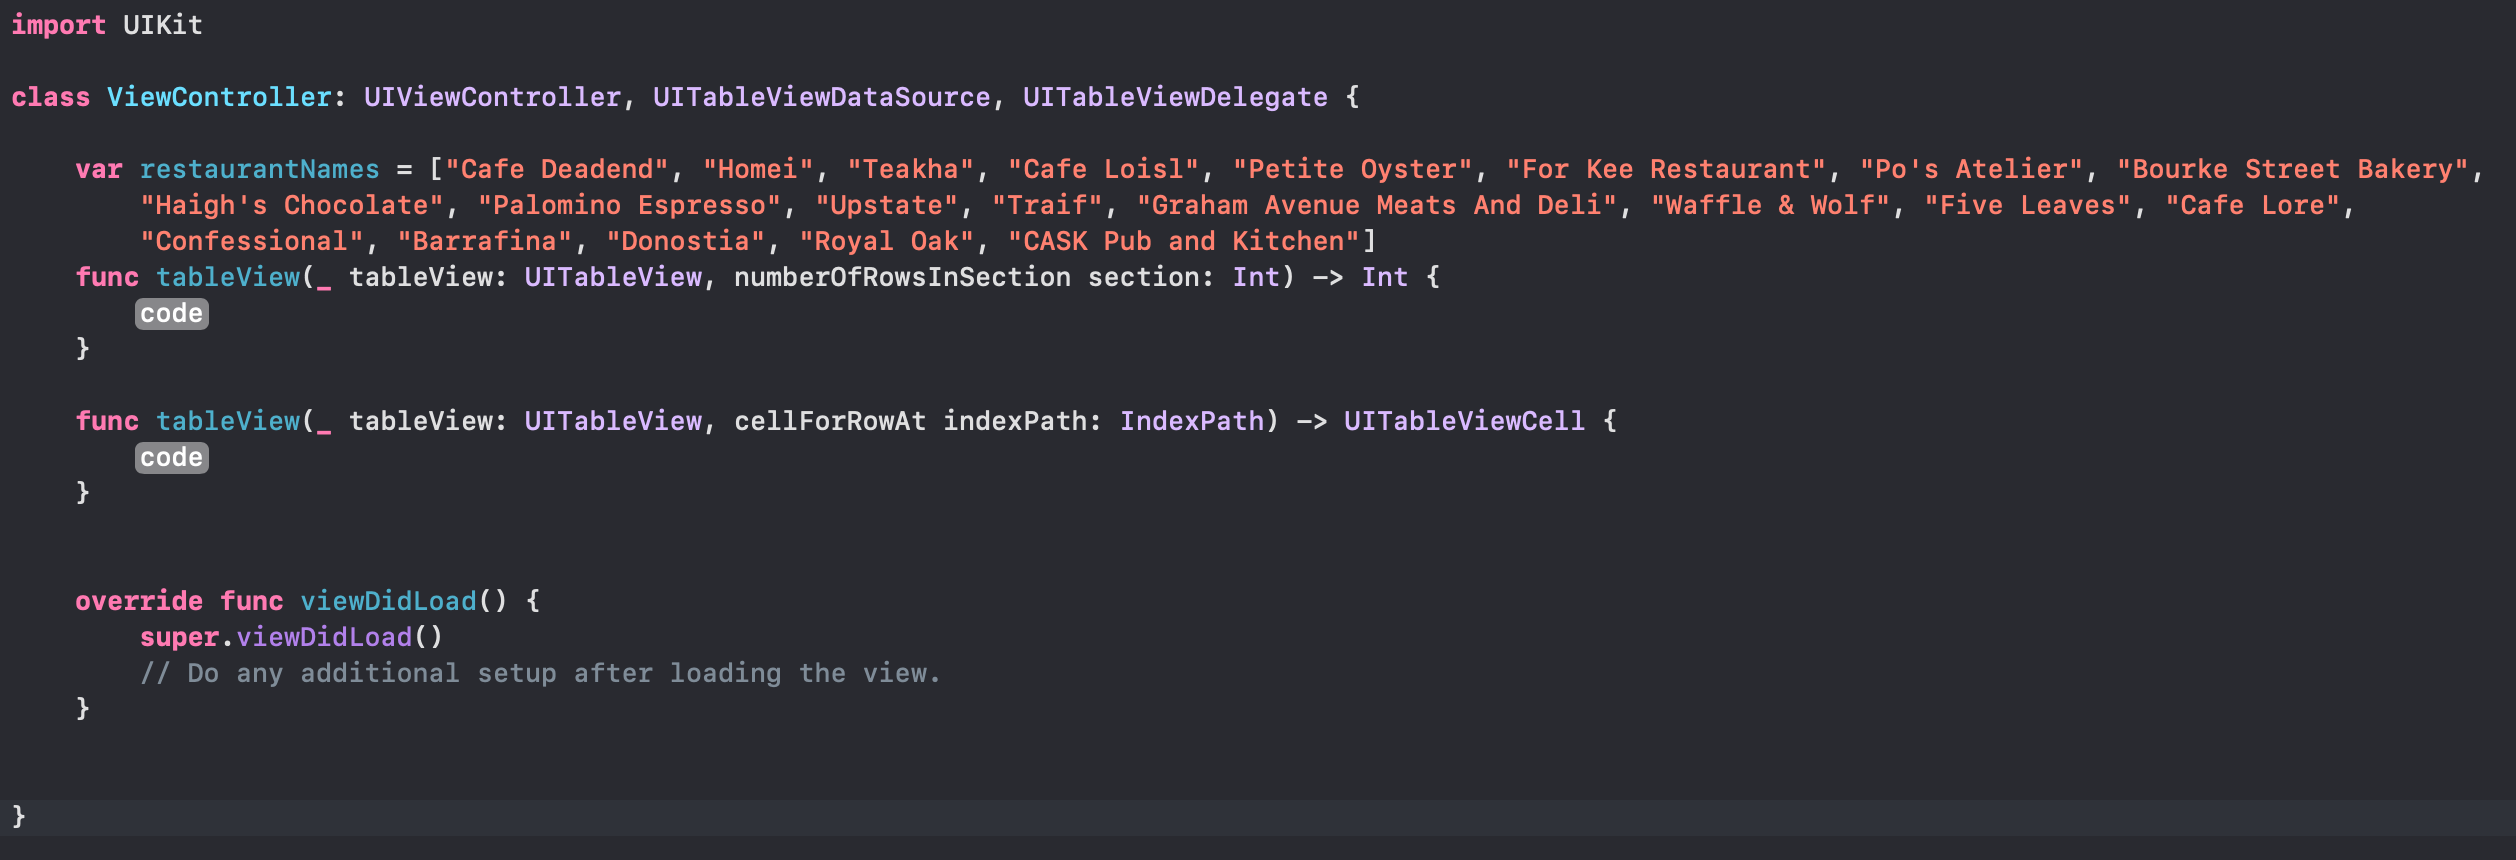 import UIKit
class ViewController: UIViewController, UITableViewDataSource, UITableViewDelegate {
var restaurantNames = ["Cafe Deadend", "Homei", "Teakha", "Cafe Loisl", "Petite Oyster", "For Kee Restaurant", "Po's Atelier", "Bourke Street Bakery",
"Haigh's Chocolate", "Palomino Espresso", "Upstate", "Traif", "Graham Avenue Meats And Deli", "Waffle & Wolf", "Five Leaves", "Cafe Lore",
"Confessional", "Barrafina", "Donostia", "Royal Oak", "CASK Pub and Kitchen"]
func tableView(_ tableView: UITableView, numberOfRowsInSection section: Int) -> Int {
code
}
func tableView(_ tableView: UITableView, cellForRowAt indexPath: IndexPath) -> UITableViewCell {
code
}
override func viewDidLoad() {
super.viewDidLoad()
// Do any additional setup after loading the view.
}
}